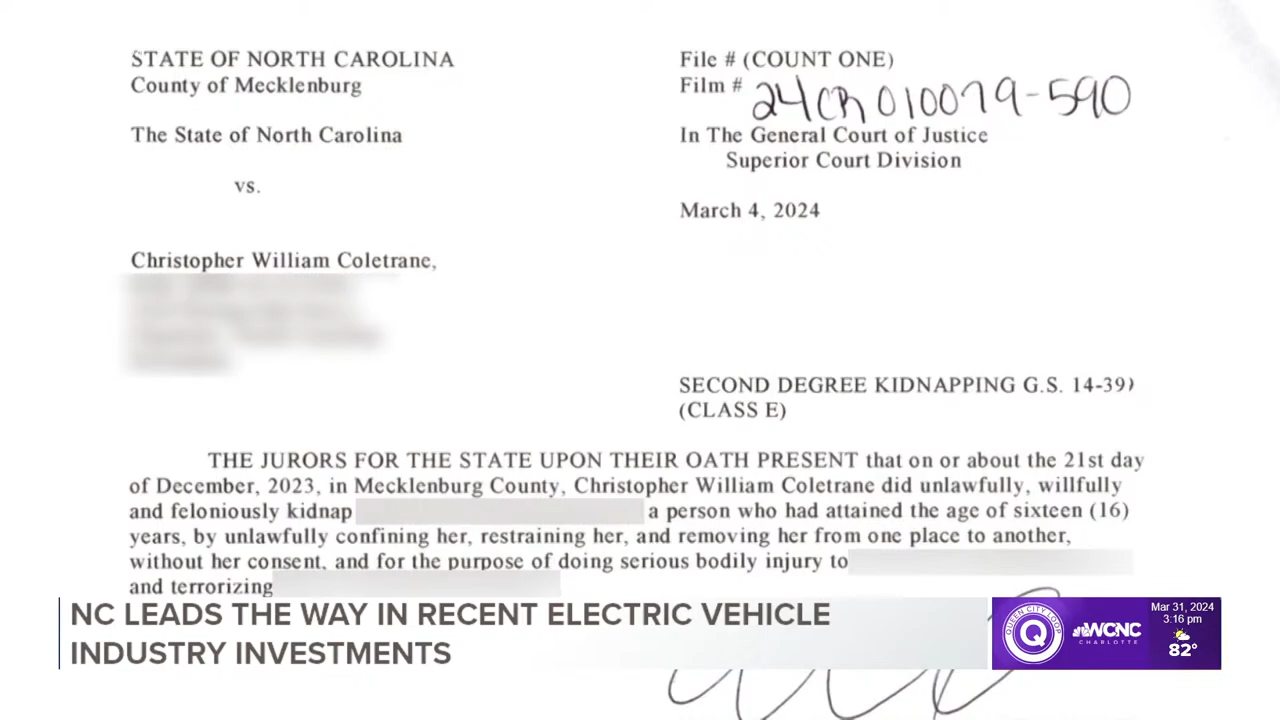 STATE OF NORTH CAROLINA
County of Mecklenburg
The State of North Carolina
vs.
Christopher William Coletrane,
File # (COUNT ONE)
Film # 24CR010079-590
In The General Court of Justice
Superior Court Division
March 4, 2024
SECOND DEGREE KIDNAPPING G.S. 14-39)
(CLASS E)
THE JURORS FOR THE STATE UPON THEIR OATH PRESENT that on or about the 21st day
of December, 2023, in Mecklenburg County, Christopher William Coletrane did unlawfully, willfully
and feloniously kidnap a person who had attained the age of sixteen (16)
years, by unlawfully confining her, restraining her, and removing her from one place to another,
without her consent, and for the purpose of doing serious bodily injury to
and terrorizing
NC LEADS THE WAY IN RECENT ELECTRIC VEHICLE
INDUSTRY INVESTMENTS
QUEEN CITY LOOP
Q
WCNC
CHARLOTTE
Mar 31, 2024
3:16 pm
82°